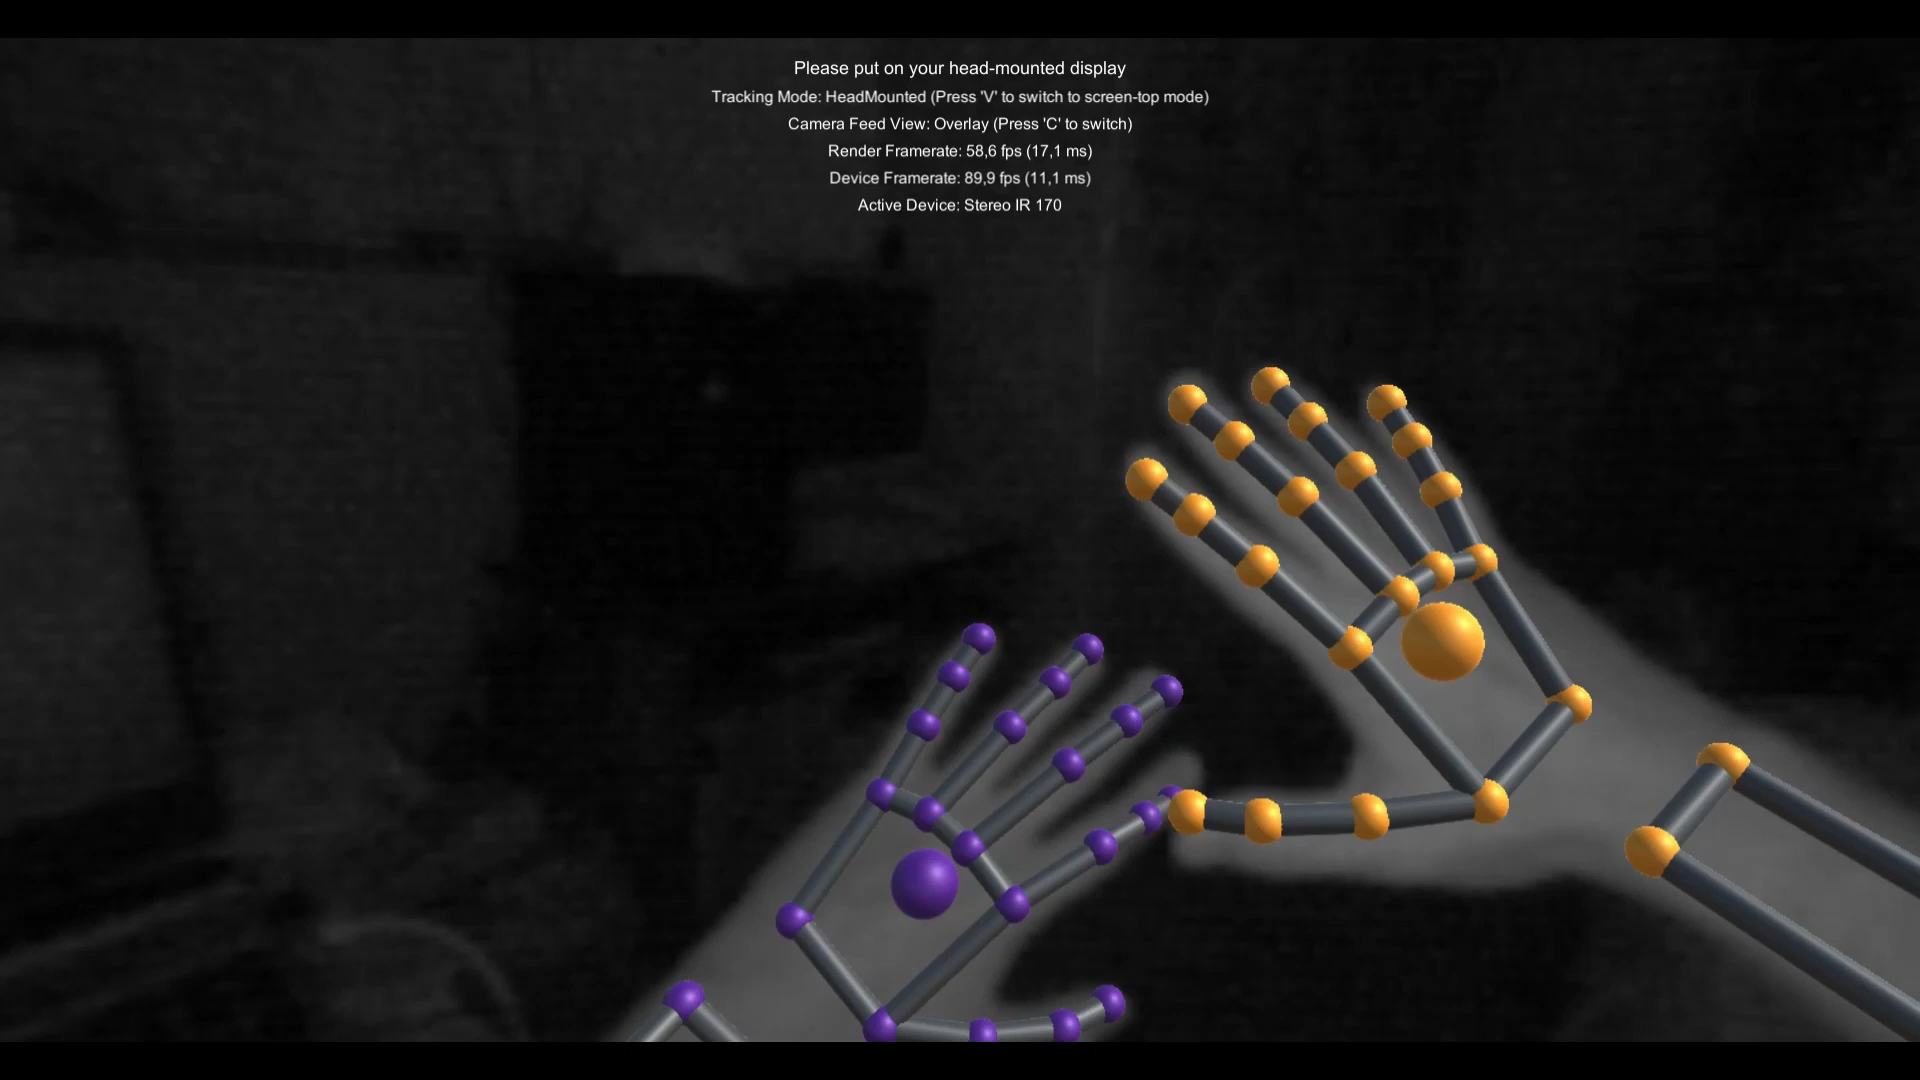 Please put on your head-mounted display
Tracking Mode: HeadMounted (Press 'V' to switch to screen-top mode)
Camera Feed View: Overlay (Press 'C' to switch)
Render Framerate: 58,6 fps (17,1 ms)
Device Framerate: 89,9 fps (11,1 ms)
Active Device: Stereo IR 170